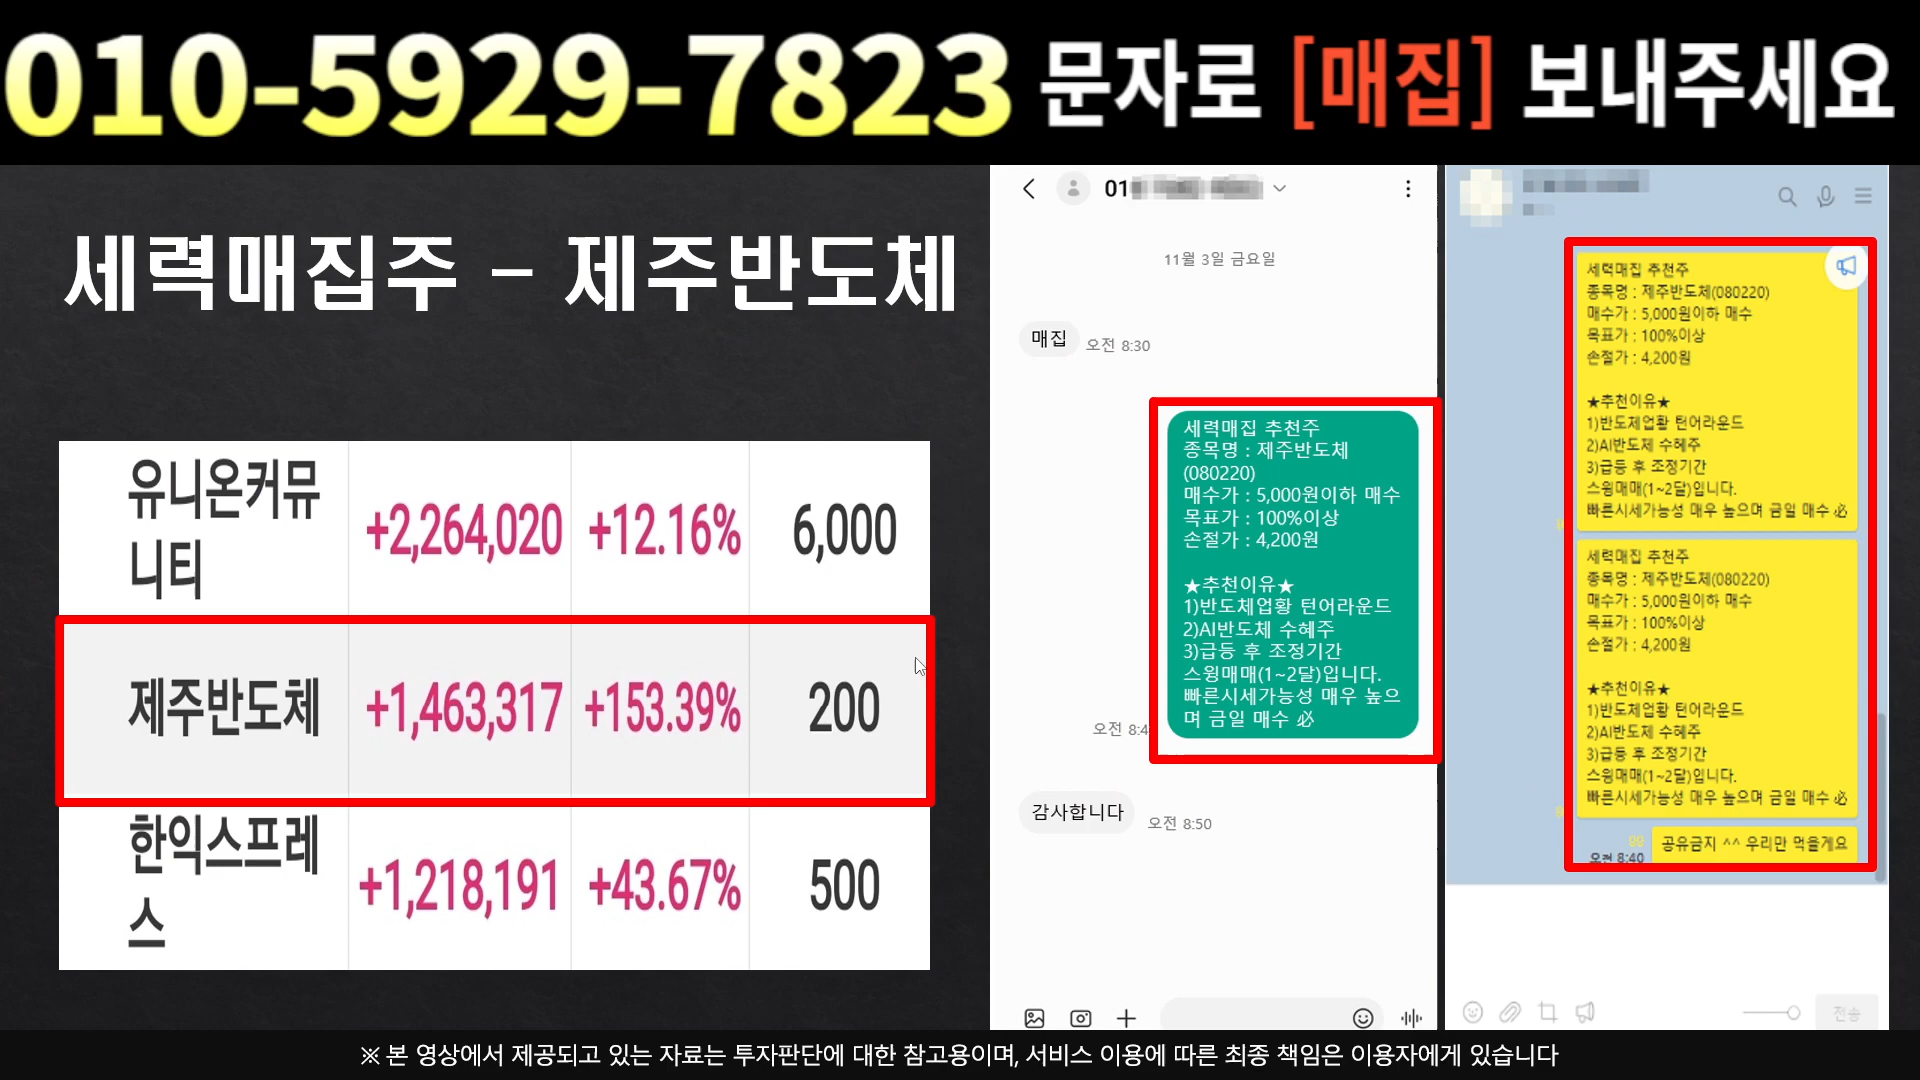 010-5929-7823 문자로 [매집] 보내주세요
세력매집주 - 제주반도체
유니온커뮤
니티
+2,264,020 +12.16% 6,000
제주반도체 +1,463,317 +153.39% 200
한익스프레
스
+1,218,191 +43.67% 500
01
11월 3일 금요일
매집 오전 8:30
세력매집 추천주
종목명 : 제주반도체
(080220)
매수가 : 5,000원이하 매수
목표가 : 100%이상
손절가 : 4,200원
★추천이유★
1)반도체업황 턴어라운드
2)AI반도체 수혜주
3)급등 후 조정기간
스윙매매(1~2달)입니다.
빠른시세가능성 매우 높으
며 금일 매수 必
오전 8:4
감사합니다 오전 8:50
세력매집 추천주
종목명 : 제주반도체(080220)
매수가 : 5,000원이하 매수
목표가 : 100%이상
손절가 : 4,200원
★추천이유★
1)반도체업황 턴어라운드
2)AI반도체 수혜주
3)급등 후 조정기간
스윙매매(1~2달)입니다.
빠른시세가능성 매우 높으며 금일 매수 必
세력매집 추천주
종목명 : 제주반도체(080220)
매수가 : 5,000원이하 매수
목표가 : 100%이상
손절가 : 4,200원
★추천이유★
1)반도체업황 턴어라운드
2)AI반도체 수혜주
3)급등 후 조정기간
스윙매매(1~2달)입니다.
빠른시세가능성 매우 높으며 금일 매수 必
공유금지 ^^ 우리만 먹을게요
오전 8:40
전송
※ 본 영상에서 제공되고 있는 자료는 투자판단에 대한 참고용이며, 서비스 이용에 따른 최종 책임은 이용자에게 있습니다